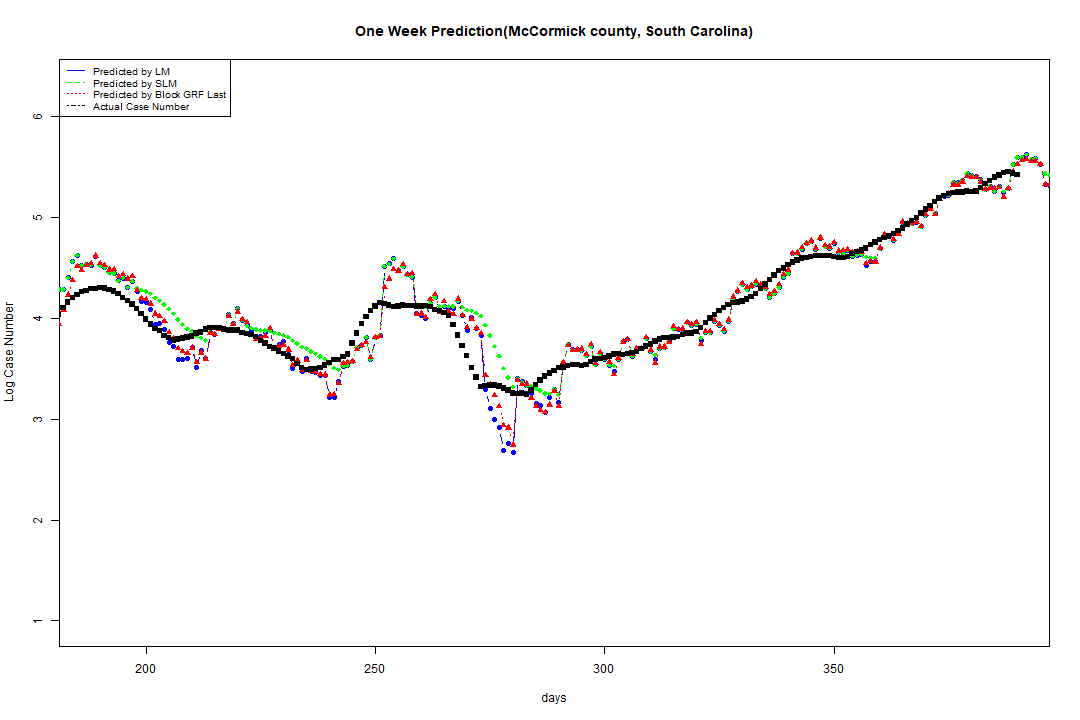 One Week Prediction(McCormick county, South Carolina)
Predicted by LM
Predicted by SLM
Predicted by Block GRF Last
Actual Case Number
6
5
4
3
2
1
Log Case Number
200 250 300 350
days